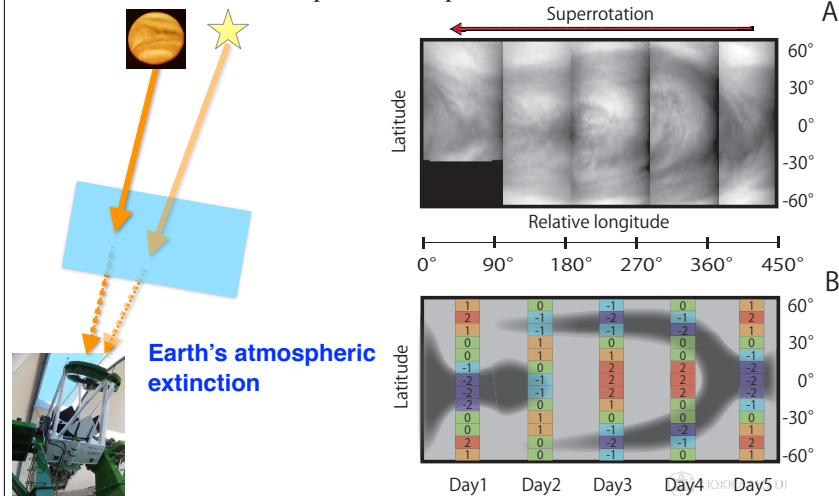 Superrotation
A
60°
30°
0°
-30°
-60°
Latitude
Relative longitude
0° 90° 180° 270° 360° 450°
B
1 0 -1 0 1
2 -1 -2 -1 2
1 -1 -1 -2 1
0 1 0 0 0
0 1 1 0 -1
-1 0 2 2 -2
-2 -1 2 2 -2
-2 -1 2 2 -2
-2 0 1 0 -1
0 1 0 0 0
0 1 -1 -2 1
2 0 -2 -1 2
1 0 -1 0 1
60°
30°
0°
-30°
-60°
Latitude
Day1 Day2 Day3 Day4 Day5
Earth's atmospheric
extinction